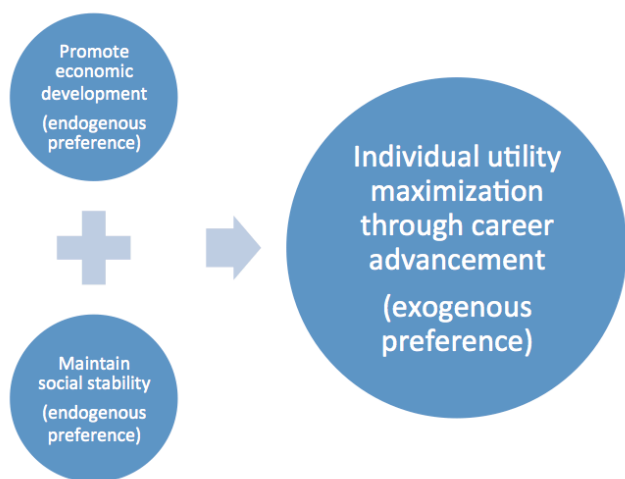 Promote
economic
development
(endogenous
preference)
Maintain
social stability
(endogenous
preference)
Individual utility
maximization
through career
advancement
(exogenous
preference)